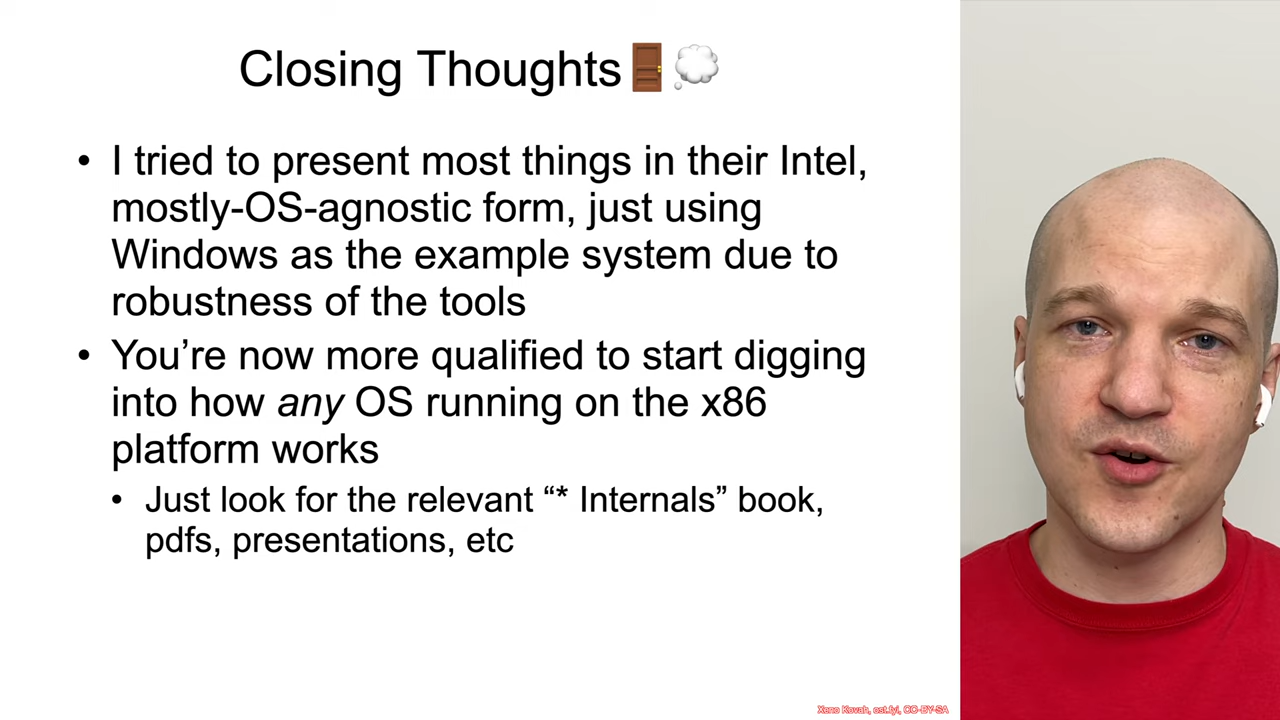 Closing Thoughts🚪💭
• I tried to present most things in their Intel,
mostly-OS-agnostic form, just using
Windows as the example system due to
robustness of the tools
• You’re now more qualified to start digging
into how any OS running on the x86
platform works
• Just look for the relevant “* Internals” book,
pdfs, presentations, etc
Xeno Kovah, ost.fyi, CC-BY-SA